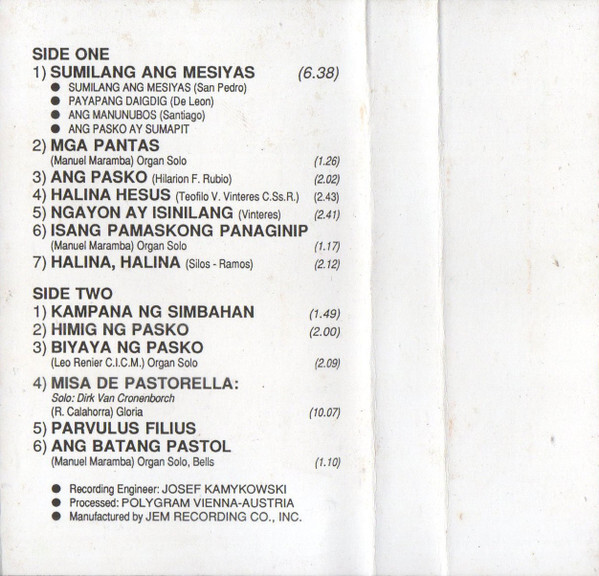 SIDE ONE
1) SUMILANG ANG MESIYAS (6.38)
● SUMILANG ANG MESIYAS (San Pedro)
● PAYAPANG DAIGDIG (De Leon)
● ANG MANUNUBOS (Santiago)
● ANG PASKO AY SUMAPIT
2) MGA PANTAS
(Manuel Maramba) Organ Solo (1.26)
3) ANG PASKO (Hilarion F. Rubio) (2.02)
4) HALINA HESUS (Teofilo V. Vinteres C.Ss.R.) (2.43)
5) NGAYON AY ISINILANG (Vinteres) (2.41)
6) ISANG PAMASKONG PANAGINIP
(Manuel Maramba) Organ Solo (1.17)
7) HALINA, HALINA (Silos - Ramos) (2.12)
SIDE TWO
1) KAMPANA NG SIMBAHAN (1.49)
2) HIMIG NG PASKO (2.00)
3) BIYAYA NG PASKO
(Leo Renier C.I.C.M.) Organ Solo (2.09)
4) MISA DE PASTORELLA:
Solo: Dirk Van Cronenborch
(R. Calahorra) Gloria (10.07)
5) PARVULUS FILIUS
6) ANG BATANG PASTOL
(Manuel Maramba) Organ Solo, Bells (1.10)
● Recording Engineer: JOSEF KAMYKOWSKI
● Processed: POLYGRAM VIENNA-AUSTRIA
● Manufactured by JEM RECORDING CO., INC.